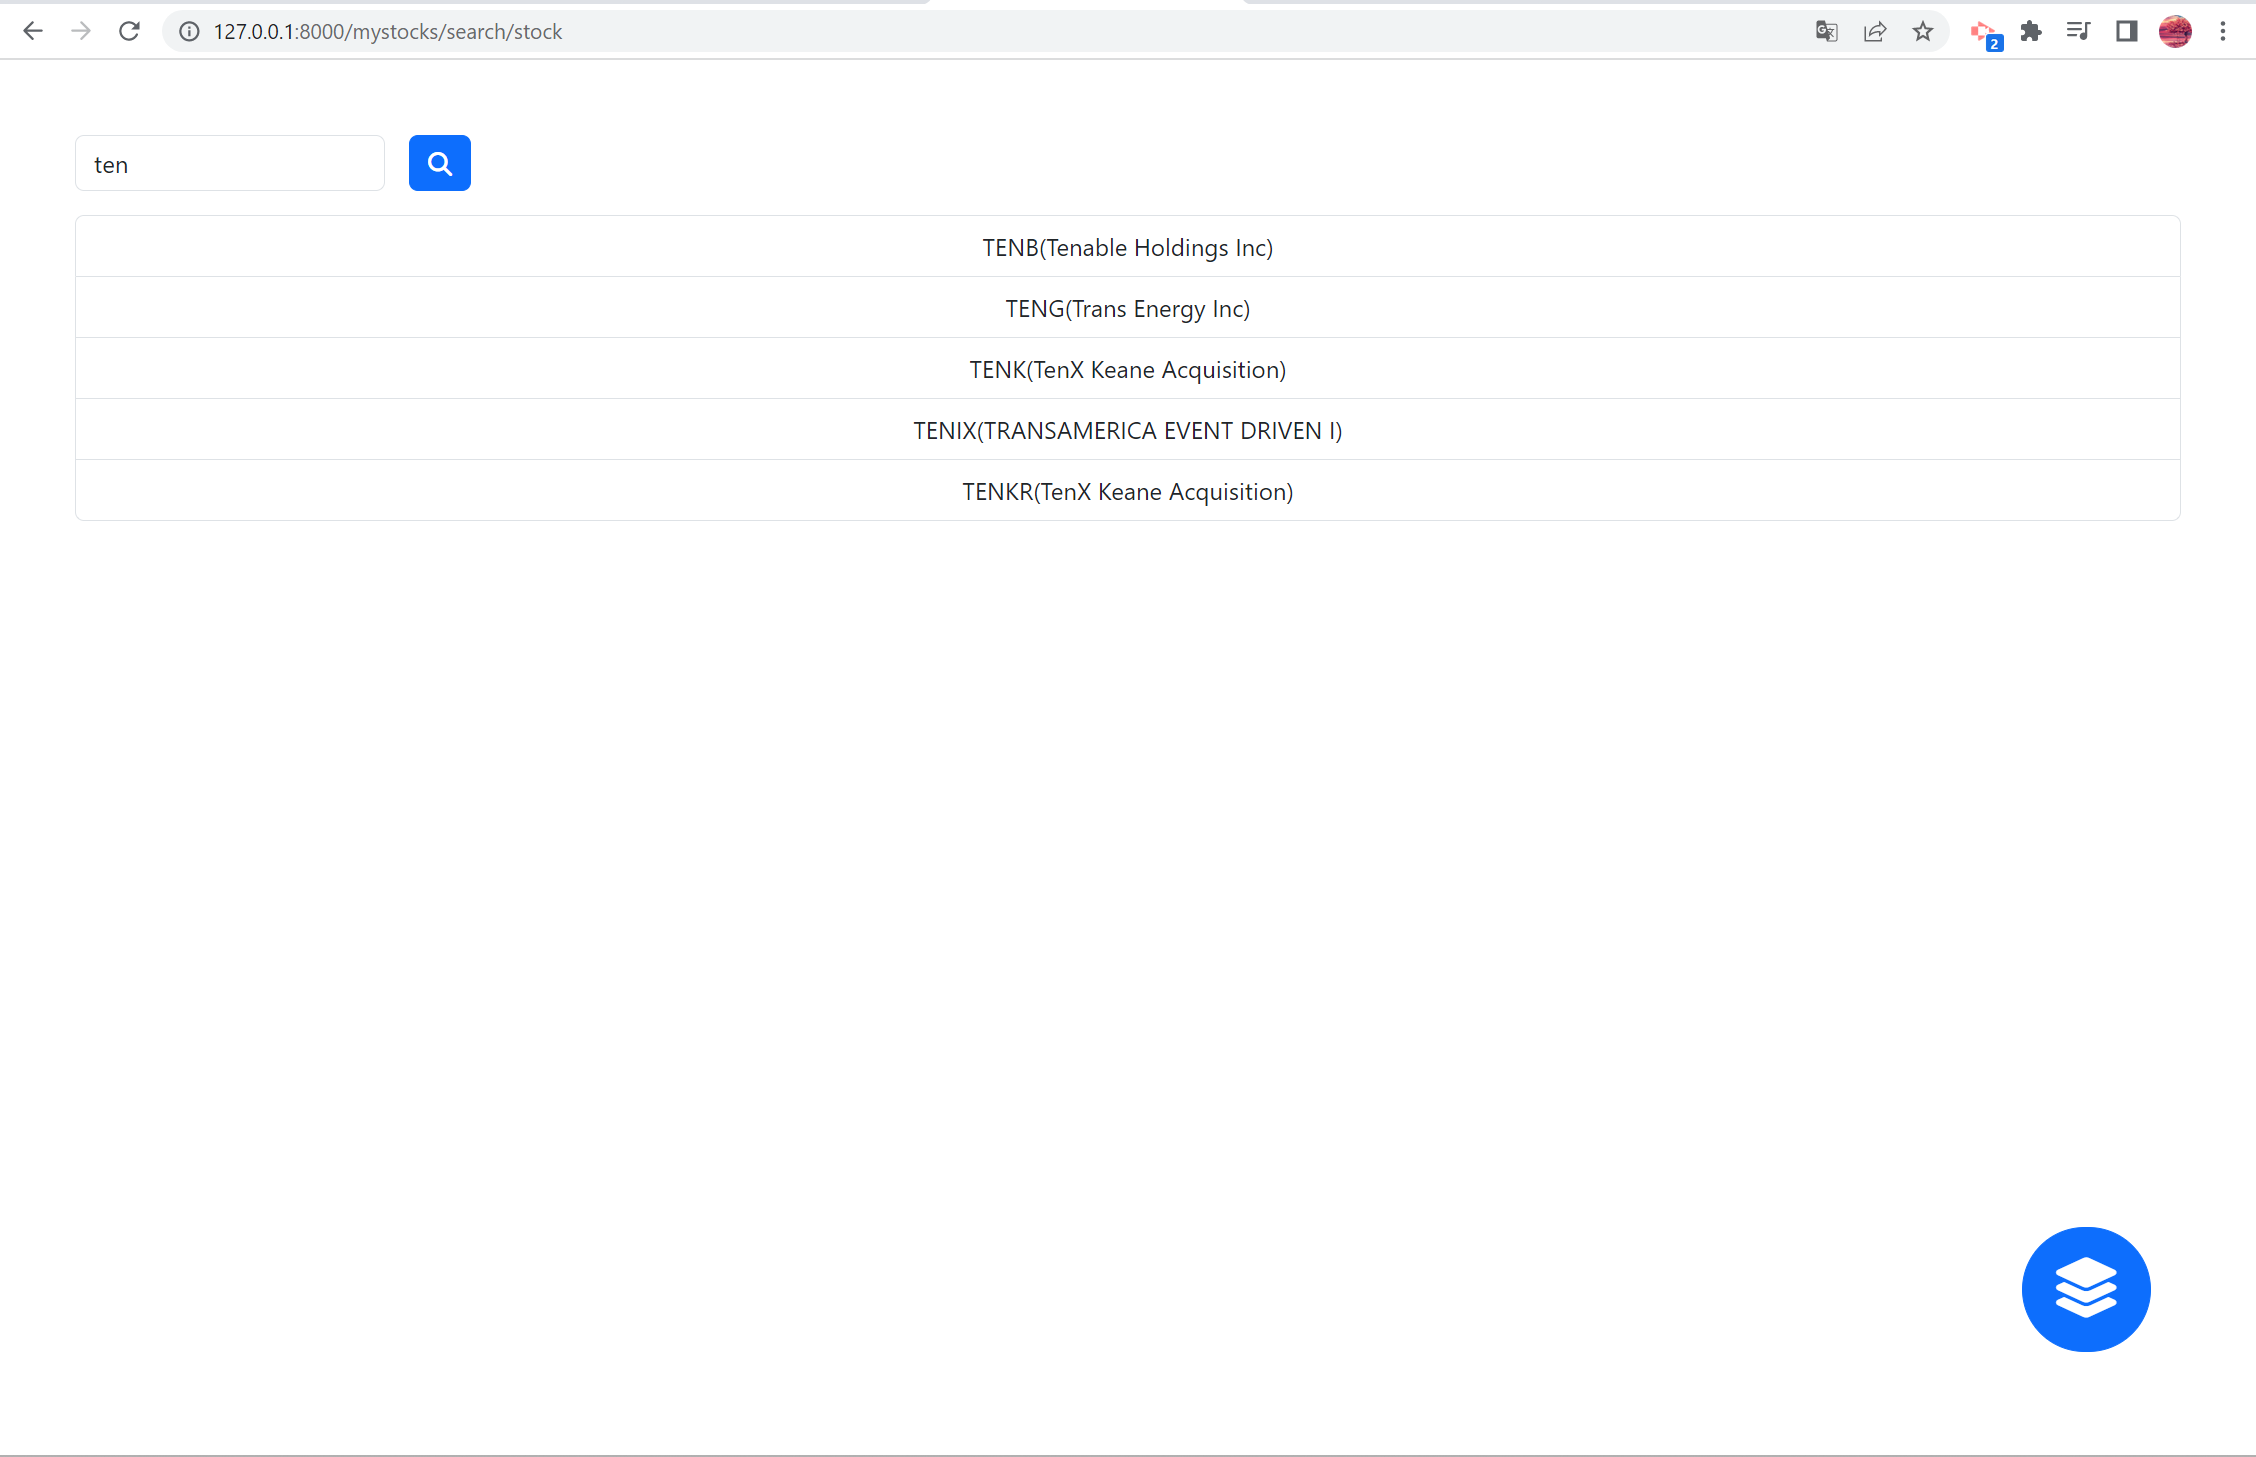 127.0.0.1:8000/mystocks/search/stock
2
ten
TENB(Tenable Holdings Inc)
TENG(Trans Energy Inc)
TENK(TenX Keane Acquisition)
TENIX(TRANSAMERICA EVENT DRIVEN I)
TENKR(TenX Keane Acquisition)